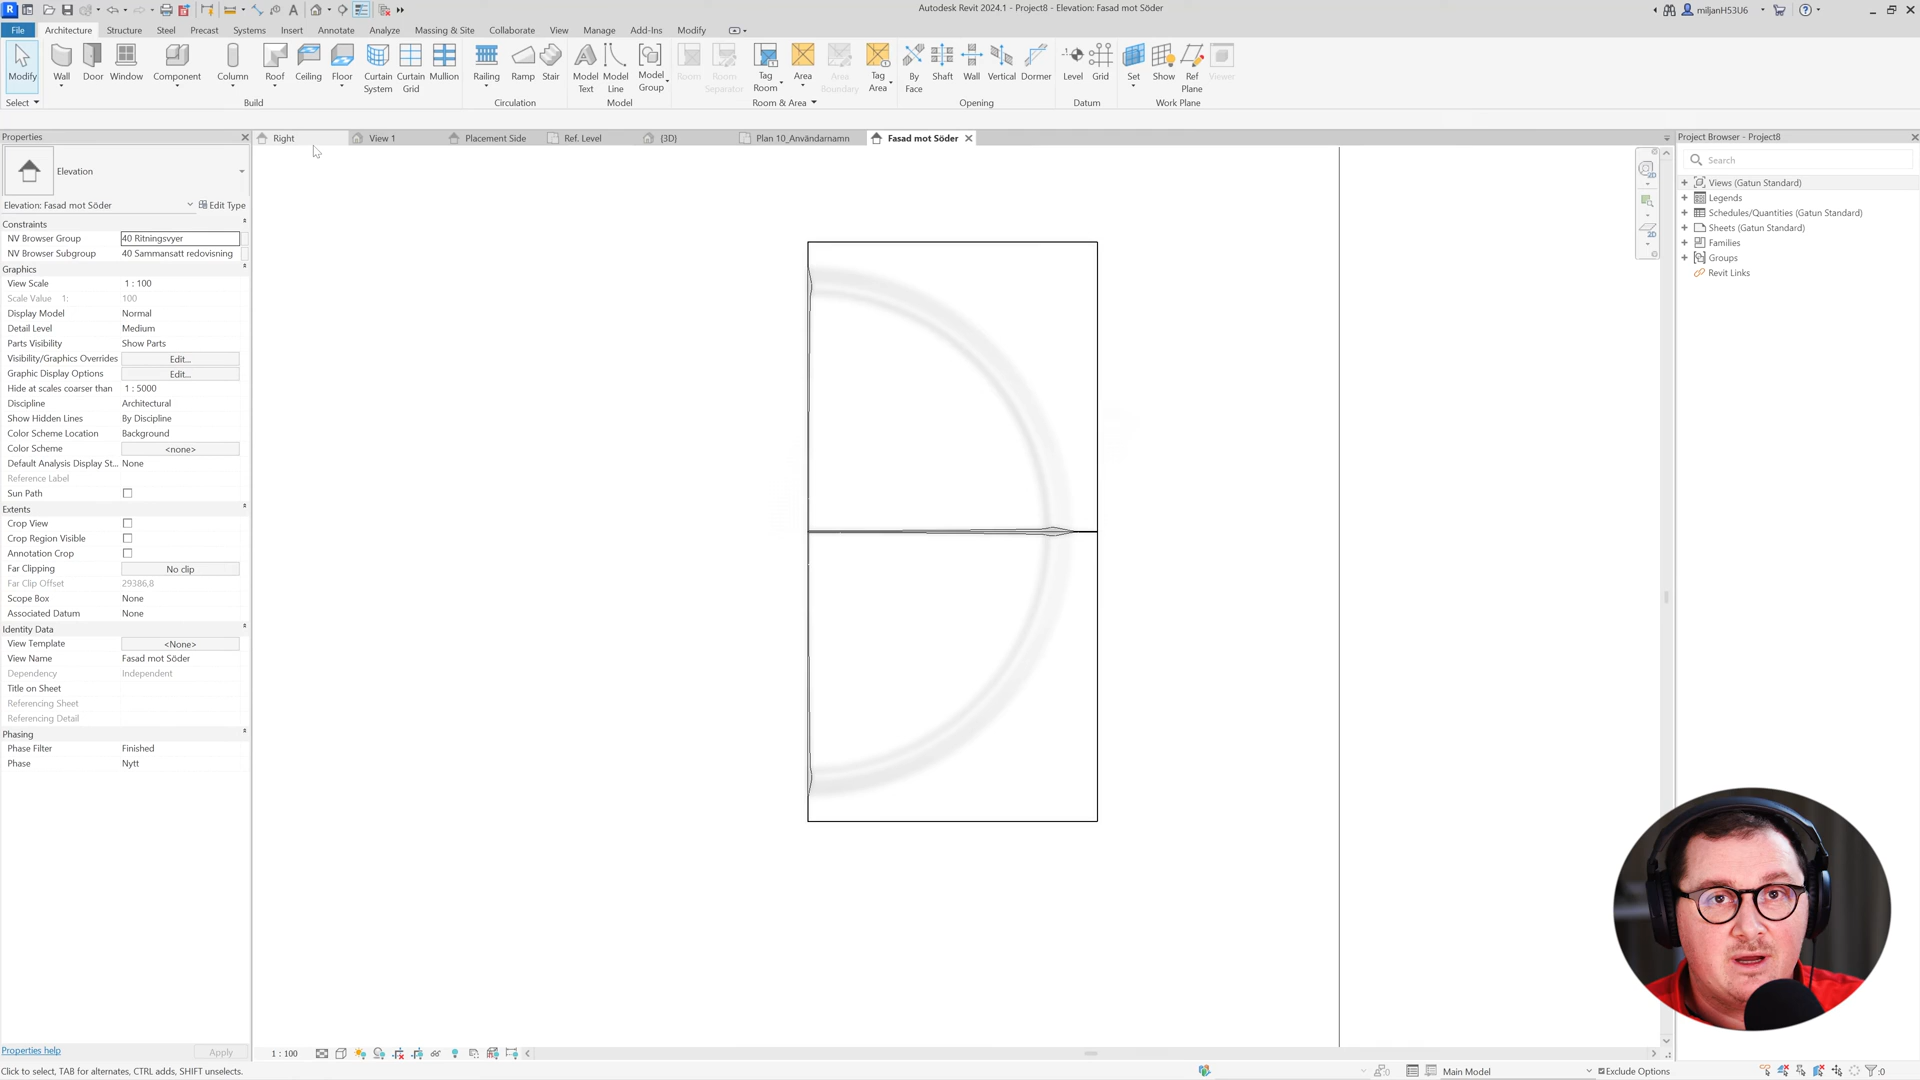 Autodesk Revit 2024.1 - Project8 - Elevation: Fasad mot Söder
miljanH53U6
File Architecture Structure Steel Precast Systems Insert Annotate Analyze Massing & Site Collaborate View Manage Add-Ins Modify
Modify Wall Door Window Component Column Roof Ceiling Floor Curtain System Curtain Grid Mullion Railing Ramp Stair Model Text Model Line Model Group Room Room Separator Tag Room Area Area Boundary Tag Area By Face Shaft Wall Vertical Dormer Level Grid Set Show Ref Plane Viewer
Select Build Circulation Model Room & Area Opening Datum Work Plane
Properties
Right View 1 Placement Side Ref. Level {3D} Plan 10_Användarnamn Fasad mot Söder
Project Browser - Project8
Search
Elevation
Elevation: Fasad mot Söder Edit Type
Constraints
NV Browser Group 40 Ritningsvyer
NV Browser Subgroup 40 Sammansatt redovisning
Graphics
View Scale 1 : 100
Scale Value 1: 100
Display Model Normal
Detail Level Medium
Parts Visibility Show Parts
Visibility/Graphics Overrides Edit...
Graphic Display Options Edit...
Hide at scales coarser than 1 : 5000
Discipline Architectural
Show Hidden Lines By Discipline
Color Scheme Location Background
Color Scheme <none>
Default Analysis Display St... None
Reference Label
Sun Path
Extents
Crop View
Crop Region Visible
Annotation Crop
Far Clipping No clip
Far Clip Offset 29386,8
Scope Box None
Associated Datum None
Identity Data
View Template <None>
View Name Fasad mot Söder
Dependency Independent
Title on Sheet
Referencing Sheet
Referencing Detail
Phasing
Phase Filter Finished
Phase Nytt
Views (Gatun Standard)
Legends
Schedules/Quantities (Gatun Standard)
Sheets (Gatun Standard)
Families
Groups
Revit Links
Properties help Apply
1 : 100
Click to select, TAB for alternates, CTRL adds, SHIFT unselects.
:0 Main Model Exclude Options :0